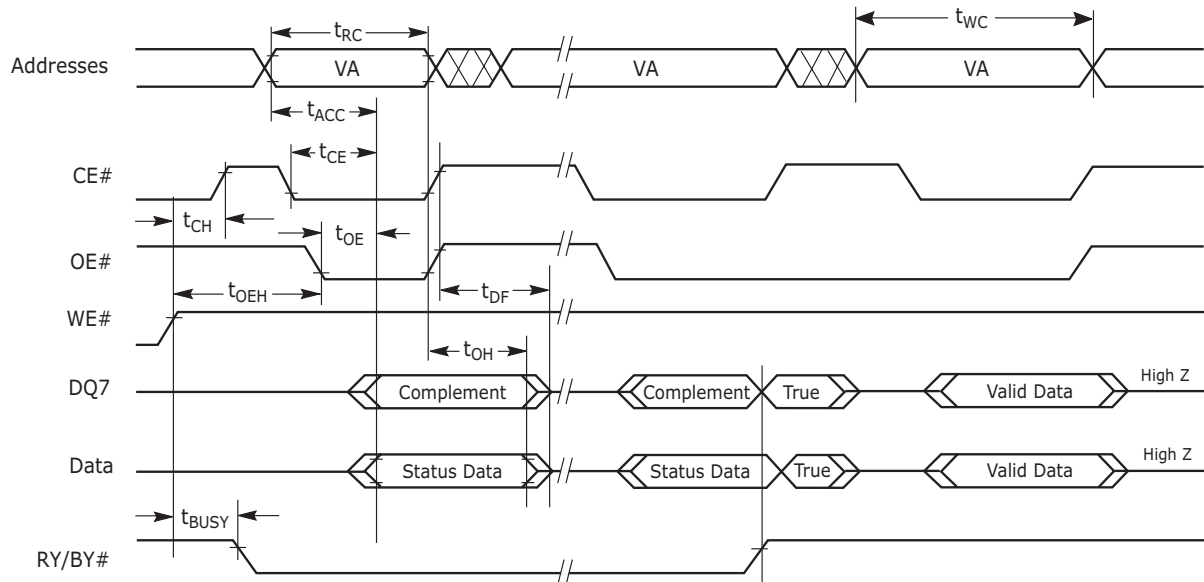 tRC
tWC
Addresses
VA
VA
VA
tACC
tCE
CE#
tCH
tOE
OE#
tOEH
tDF
WE#
tOH
DQ7
Complement
Complement
True
Valid Data
High Z
Data
Status Data
Status Data
True
Valid Data
High Z
tBUSY
RY/BY#